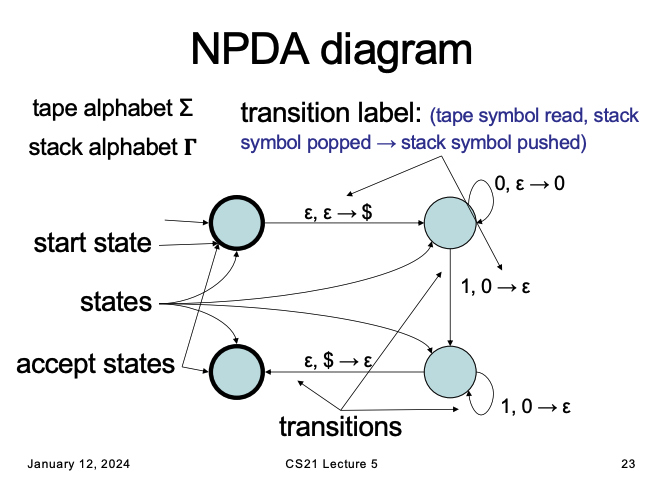 NPDA diagram
tape alphabet Σ
stack alphabet Γ
transition label: (tape symbol read, stack
symbol popped → stack symbol pushed)
0, ε → 0
ε, ε → $
start state
1, 0 → ε
states
accept states
ε, $ → ε
1, 0 → ε
transitions
January 12, 2024
CS21 Lecture 5
23